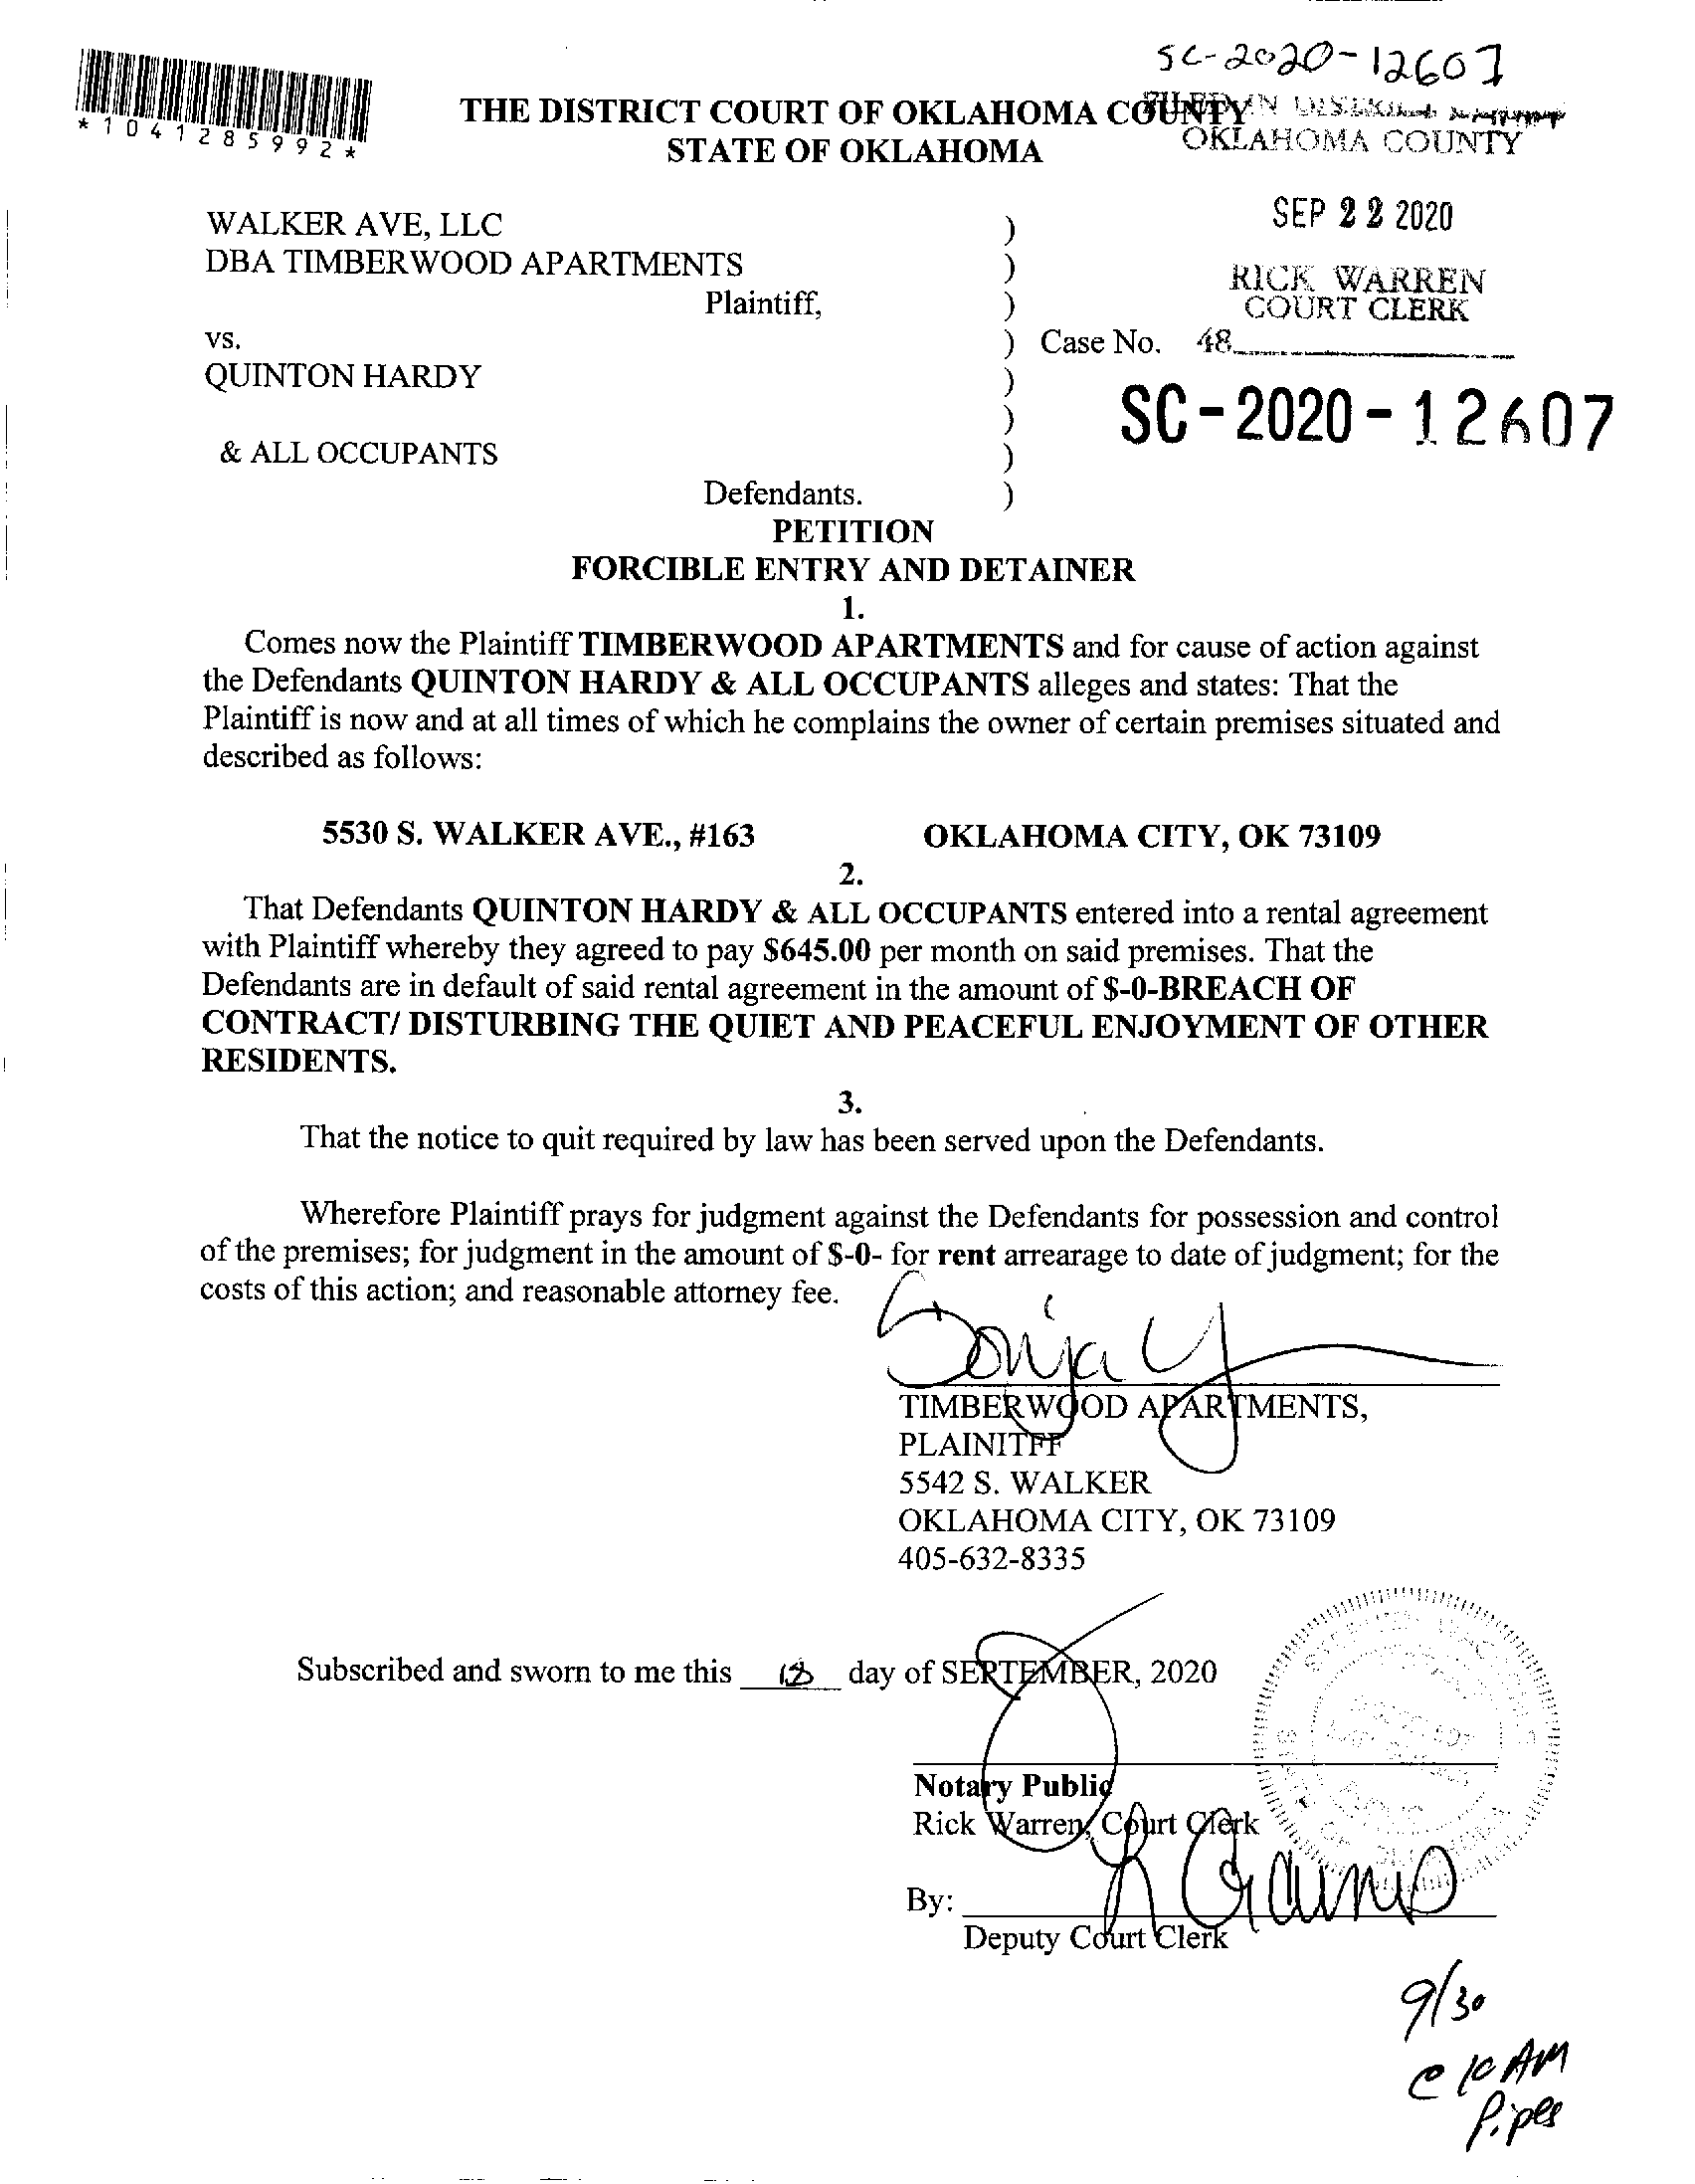 SC-2020-12607
*1041285992*
THE DISTRICT COURT OF OKLAHOMA COUNTY
STATE OF OKLAHOMA
FILED IN
OKLAHOMA COUNTY
SEP 22 2020
RICK WARREN
COURT CLERK
WALKER AVE, LLC )
DBA TIMBERWOOD APARTMENTS )
Plaintiff, )
vs. ) Case No. 48
QUINTON HARDY )
)
SC-2020-12607
& ALL OCCUPANTS )
Defendants. )
PETITION
FORCIBLE ENTRY AND DETAINER
1.
Comes now the Plaintiff TIMBERWOOD APARTMENTS and for cause of action against
the Defendants QUINTON HARDY & ALL OCCUPANTS alleges and states: That the
Plaintiff is now and at all times of which he complains the owner of certain premises situated and
described as follows:
5530 S. WALKER AVE., #163 OKLAHOMA CITY, OK 73109
2.
That Defendants QUINTON HARDY & ALL OCCUPANTS entered into a rental agreement
with Plaintiff whereby they agreed to pay $645.00 per month on said premises. That the
Defendants are in default of said rental agreement in the amount of $-0-BREACH OF
CONTRACT/ DISTURBING THE QUIET AND PEACEFUL ENJOYMENT OF OTHER
RESIDENTS.
3.
That the notice to quit required by law has been served upon the Defendants.
Wherefore Plaintiff prays for judgment against the Defendants for possession and control
of the premises; for judgment in the amount of $-0- for rent arrearage to date of judgment; for the
costs of this action; and reasonable attorney fee.
Sonja Y
TIMBERWOOD APARTMENTS,
PLAINITFF
5542 S. WALKER
OKLAHOMA CITY, OK 73109
405-632-8335
Subscribed and sworn to me this day of SEPTEMBER, 2020
Notary Public
Rick Warren, Court Clerk
By:
Deputy Court Clerk
9/30
@ 10 AM
Pipes